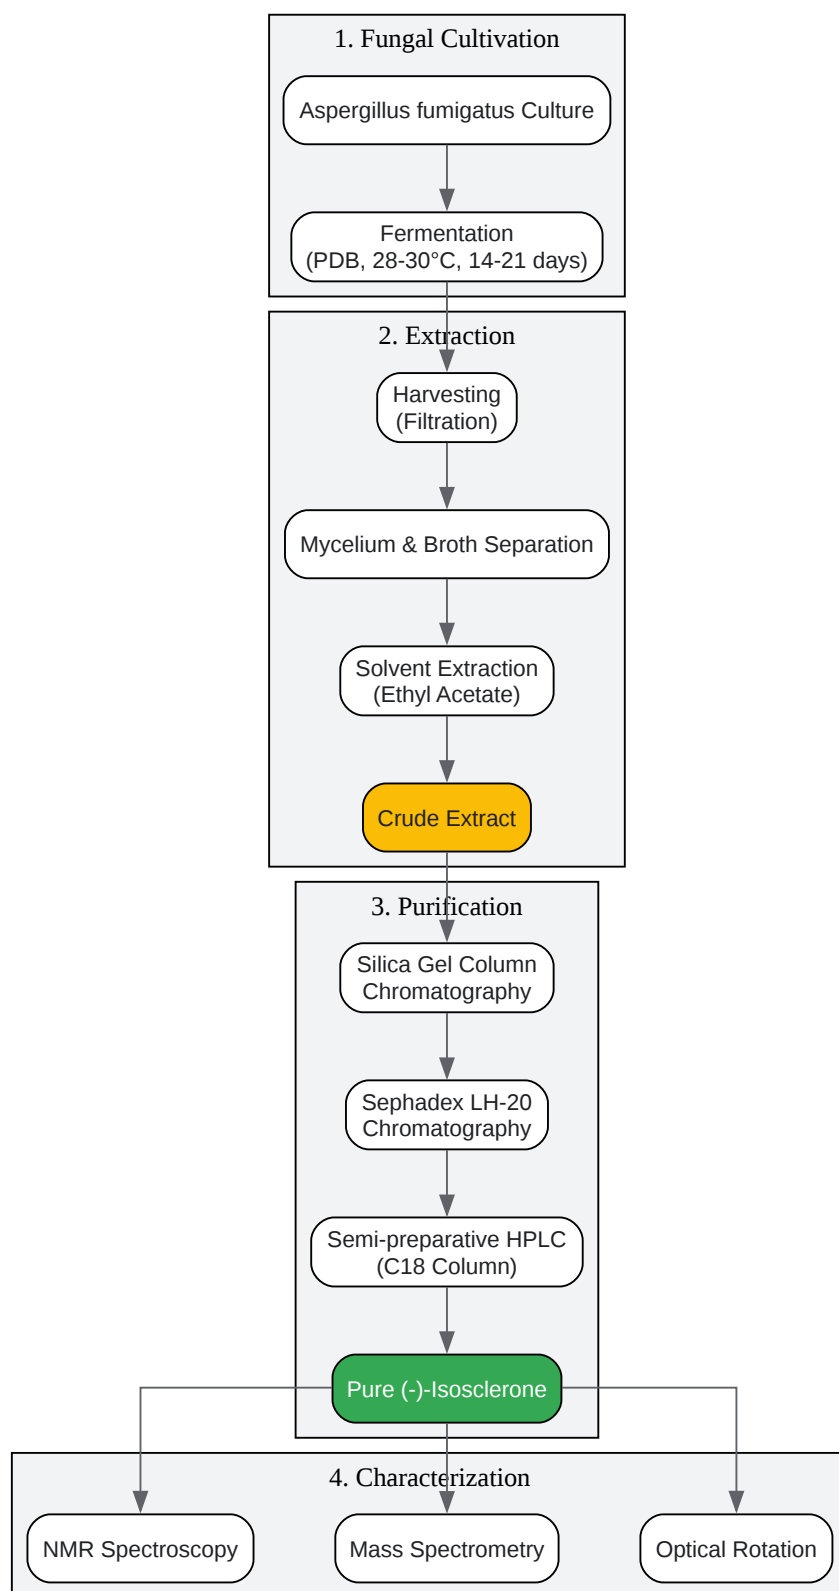 1. Fungal Cultivation
Aspergillus fumigatus Culture
Fermentation
(PDB, 28-30°C, 14-21 days)
2. Extraction
Harvesting
(Filtration)
Mycelium & Broth Separation
Solvent Extraction
(Ethyl Acetate)
Crude Extract
3. Purification
Silica Gel Column
Chromatography
Sephadex LH-20
Chromatography
Semi-preparative HPLC
(C18 Column)
Pure (-)-Isosclerone
4. Characterization
NMR Spectroscopy
Mass Spectrometry
Optical Rotation